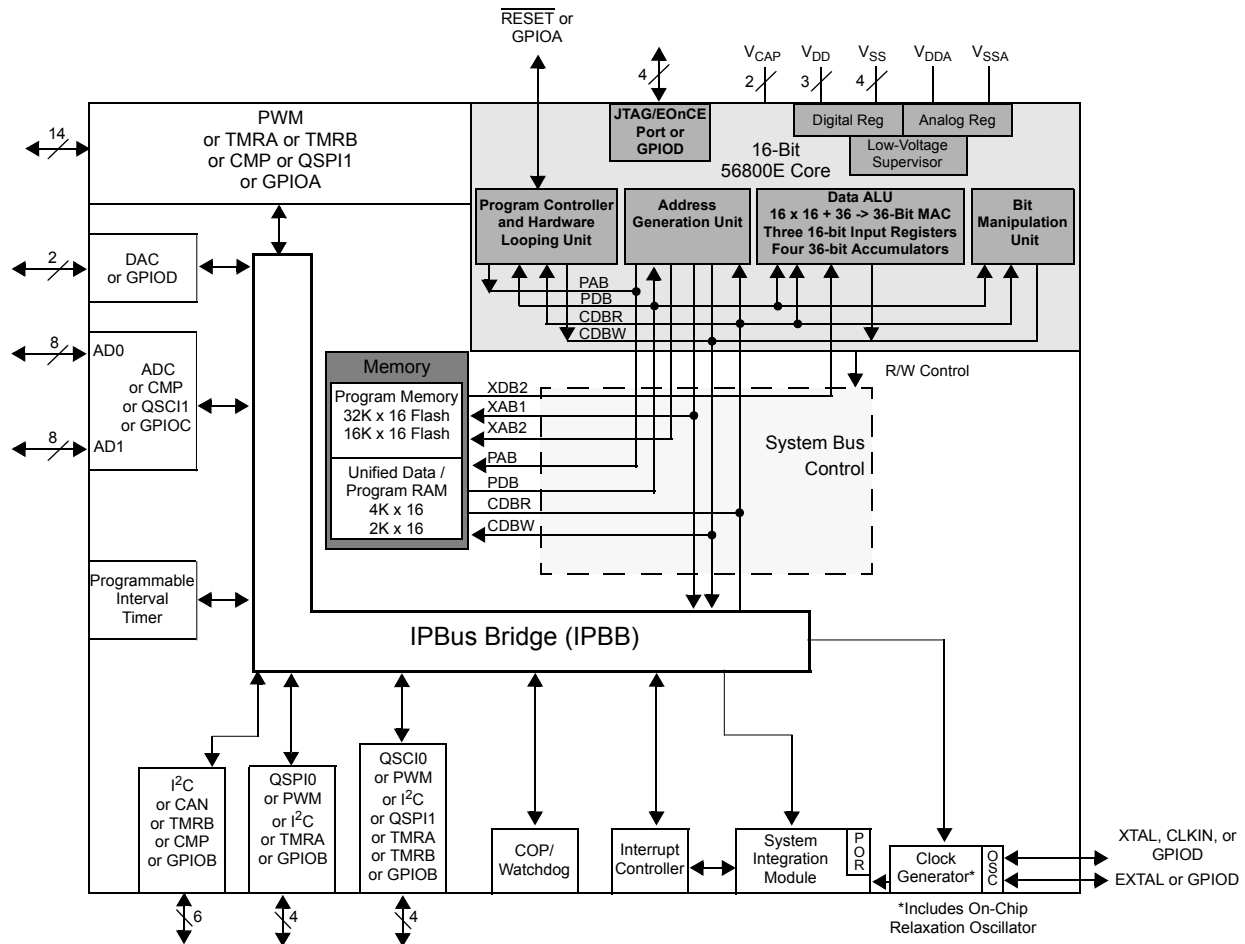 RESET or
GPIOA
4
VCAP
VDD
VSS
VDDA
VSSA
2
3
4
14
PWM
or TMRA or TMRB
or CMP or QSPI1
or GPIOA
JTAG/EOnCE
Port or
GPIOD
Digital Reg
Analog Reg
Low-Voltage
Supervisor
16-Bit
56800E Core
Program Controller
and Hardware
Looping Unit
Address
Generation Unit
Data ALU
16 x 16 + 36 -> 36-Bit MAC
Three 16-bit Input Registers
Four 36-bit Accumulators
Bit
Manipulation
Unit
2
DAC
or GPIOD
PAB
PDB
CDBR
CDBW
8
AD0
ADC
or CMP
or QSCI1
or GPIOC
8
AD1
Memory
Program Memory
32K x 16 Flash
16K x 16 Flash
Unified Data /
Program RAM
4K x 16
2K x 16
R/W Control
XDB2
XAB1
XAB2
PAB
PDB
CDBR
CDBW
System Bus
Control
Programmable
Interval
Timer
IPBus Bridge (IPBB)
I2C
or CAN
or TMRB
or CMP
or GPIOB
QSPI0
or PWM
or I2C
or TMRA
or GPIOB
QSCI0
or PWM
or I2C
or QSPI1
or TMRA
or TMRB
or GPIOB
COP/
Watchdog
Interrupt
Controller
System
Integration
Module
POR
Clock
Generator*
OSC
XTAL, CLKIN, or
GPIOD
EXTAL or GPIOD
*Includes On-Chip
Relaxation Oscillator
6
4
4